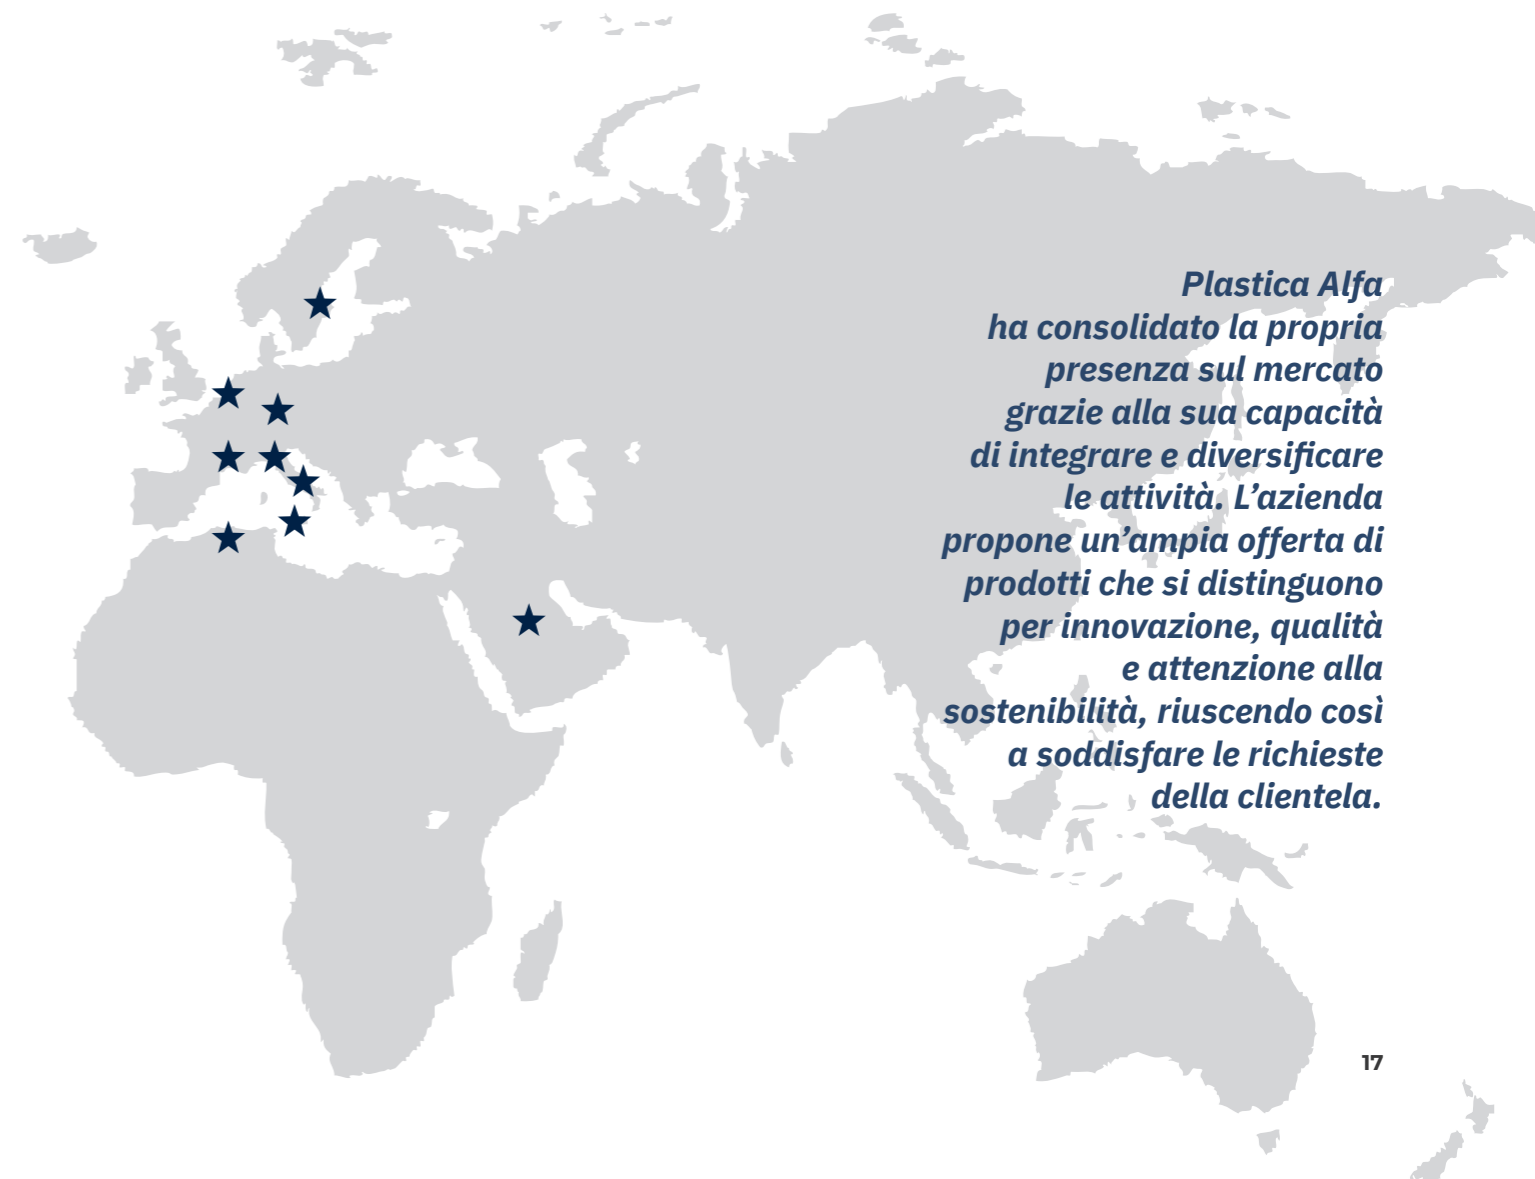 Plastica Alfa
ha consolidato la propria
presenza sul mercato
grazie alla sua capacità
di integrare e diversificare
le attività. L’azienda
propone un’ampia offerta di
prodotti che si distinguono
per innovazione, qualità
e attenzione alla
sostenibilità, riuscendo così
a soddisfare le richieste
della clientela.
17